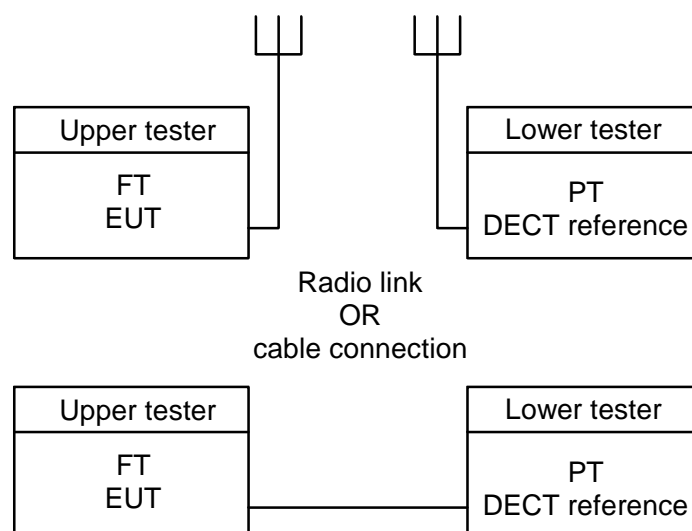 Upper tester
FT
EUT
Lower tester
PT
DECT reference
Radio link
OR
cable connection
Upper tester
FT
EUT
Lower tester
PT
DECT reference